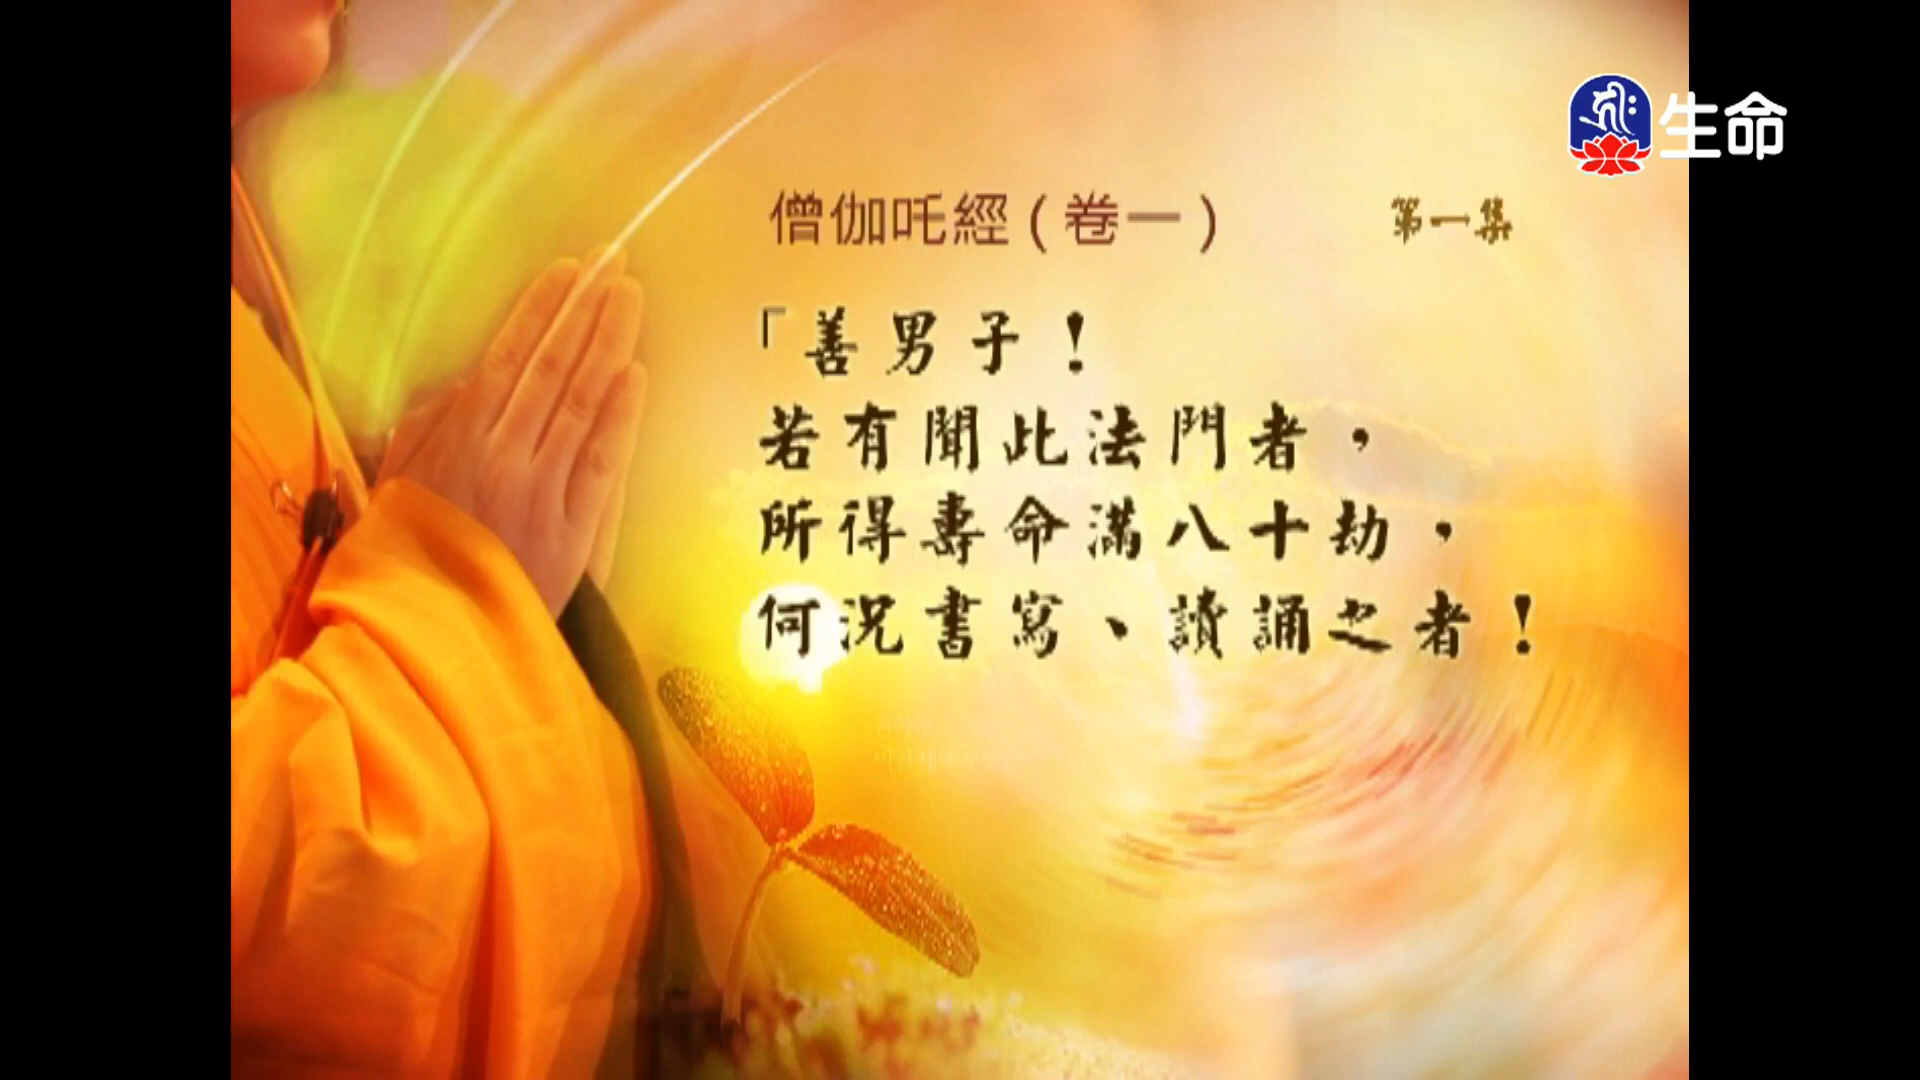 生命
僧伽吒經(卷一) 第一集
「善男子!
若有聞此法門者,
所得壽命滿八十劫,
何況書寫、讀誦之者!